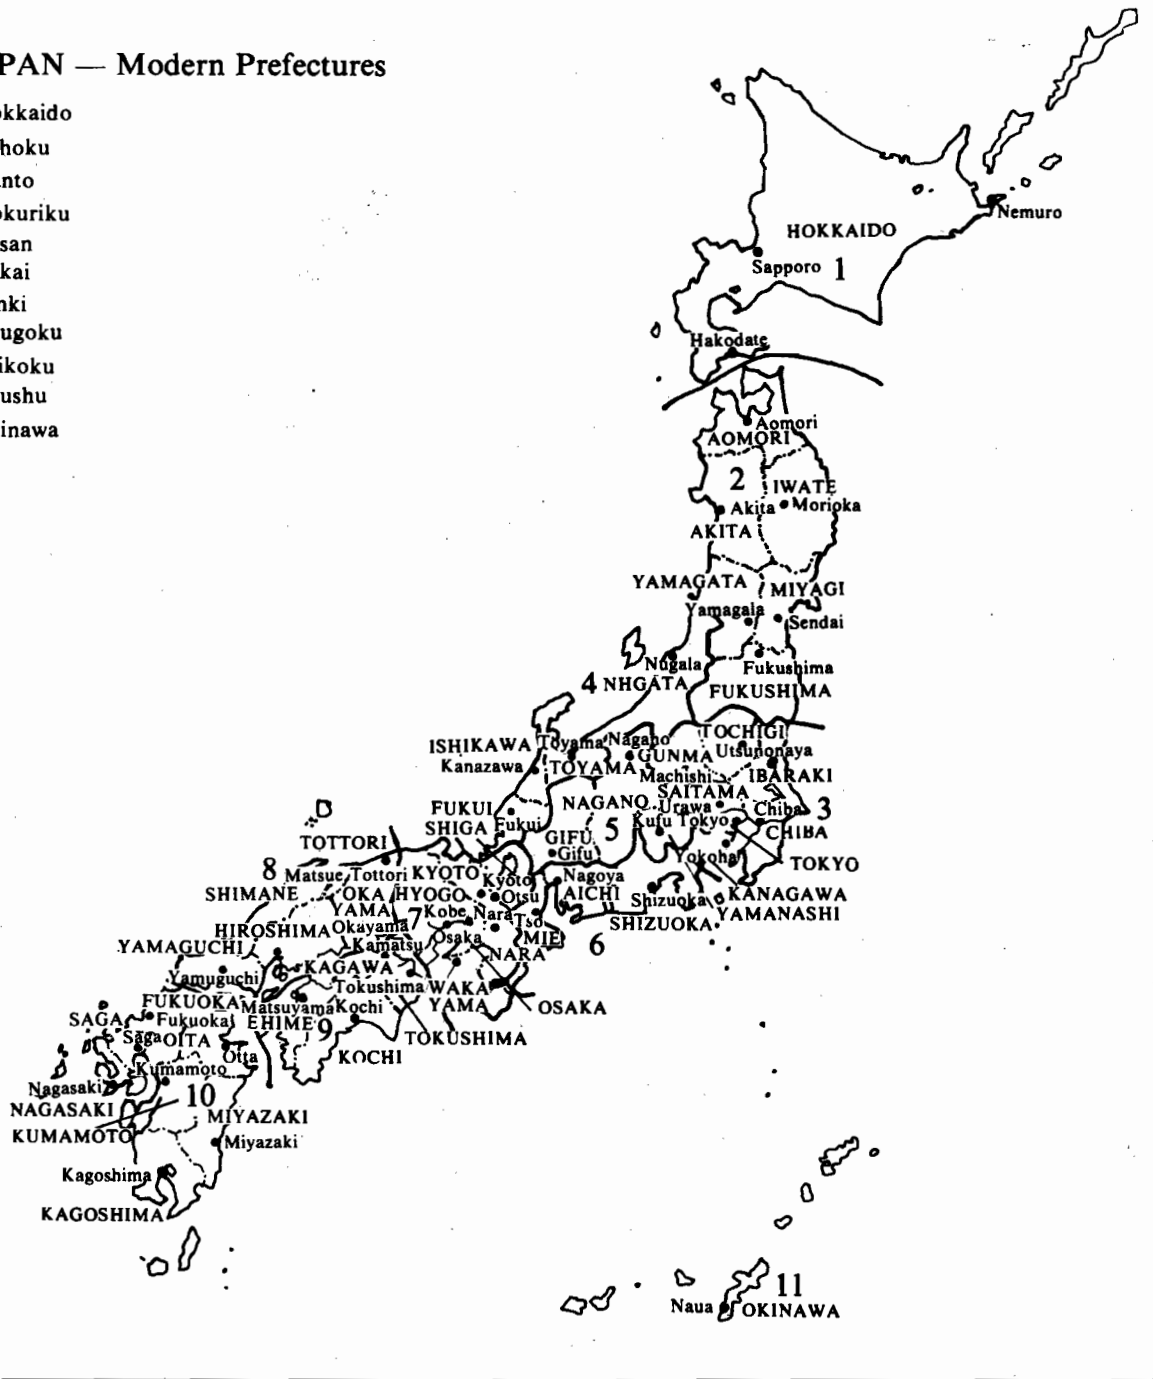 PAN — Modern Prefectures
okkaido
hoku
anto
okuriku
san
kai
nki
ugoku
ikoku
ushu
inawa
Nemuro
HOKKAIDO
Sapporo 1
Hakodate
Aomori
AOMORI
2
IWATE
Akita Morioka
AKITA
YAMAGATA
MIYAGI
Yamagala
Sendai
Nugala
Fukushima
4 NHGATA
FUKUSHIMA
TOCHIGI
ISHIKAWA Toyama Nagano
Utsunonaya
GUNMA
Kanazawa TOYAMA
Machishi IBARAKI
SAITAMA
NAGANO Urawa Chiba 3
FUKUI
SHIGA Fukui
5 Kufu Tokyo
CHIBA
GIFU
Gifu
TOTTORI
Yokoha
TOKYO
8 Matsue Tottori KYOTO Kyoto
Nagoya
SHIMANE OKA HYOGO Otsu AICHI
Shizuoka KANAGAWA
YAMA 7 Kobe Nara Tso
YAMANASHI
SHIZUOKA
HIROSHIMA Okayama
Osaka MIE
6
YAMAGUCHI Kamatsu
NARA
Yamuguchi KAGAWA
Tokushima WAKA
YAMA
OSAKA
FUKUOKA Matsuyama Kochi
SAGA Fukuoka EHIME 9
TOKUSHIMA
Saga OITA
Otta KOCHI
Kumamoto
Nagasaki
10
NAGASAKI
MIYAZAKI
KUMAMOTO
Miyazaki
Kagoshima
KAGOSHIMA
11
Naua OKINAWA